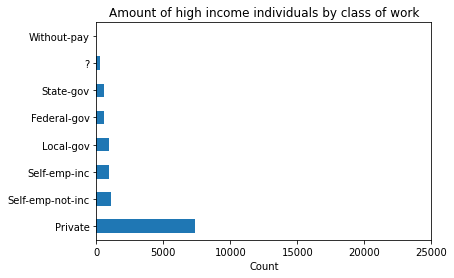 Amount of high income individuals by class of work
Without-pay
?
State-gov
Federal-gov
Local-gov
Self-emp-inc
Self-emp-not-inc
Private
0 5000 10000 15000 20000 25000
Count